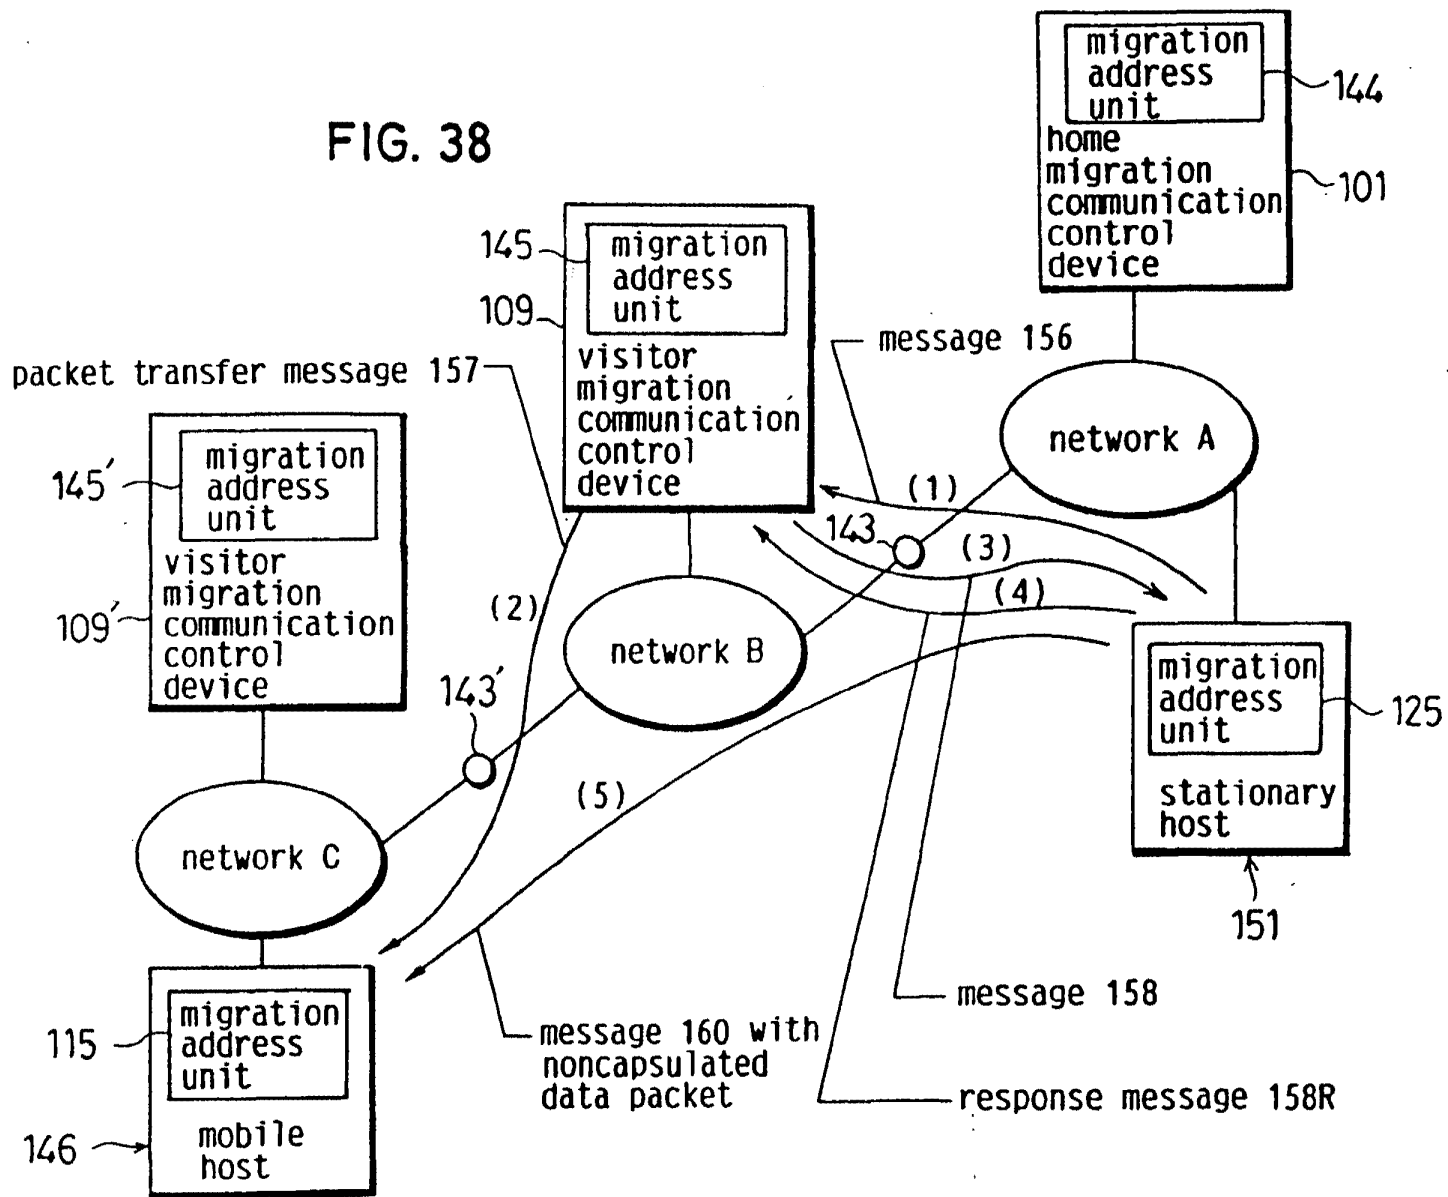 FIG. 38
migration
address
unit
144
home
migration
communication
control
device
101
145
migration
address
unit
109
visitor
migration
communication
control
device
message 156
packet transfer message 157
network A
145′
migration
address
unit
109′
visitor
migration
communication
control
device
(1)
143
(3)
(4)
(2)
network B
143′
(5)
migration
address
unit
125
stationary
host
151
network C
115
migration
address
unit
146
mobile
host
message 158
message 160 with
noncapsulated
data packet
response message 158R